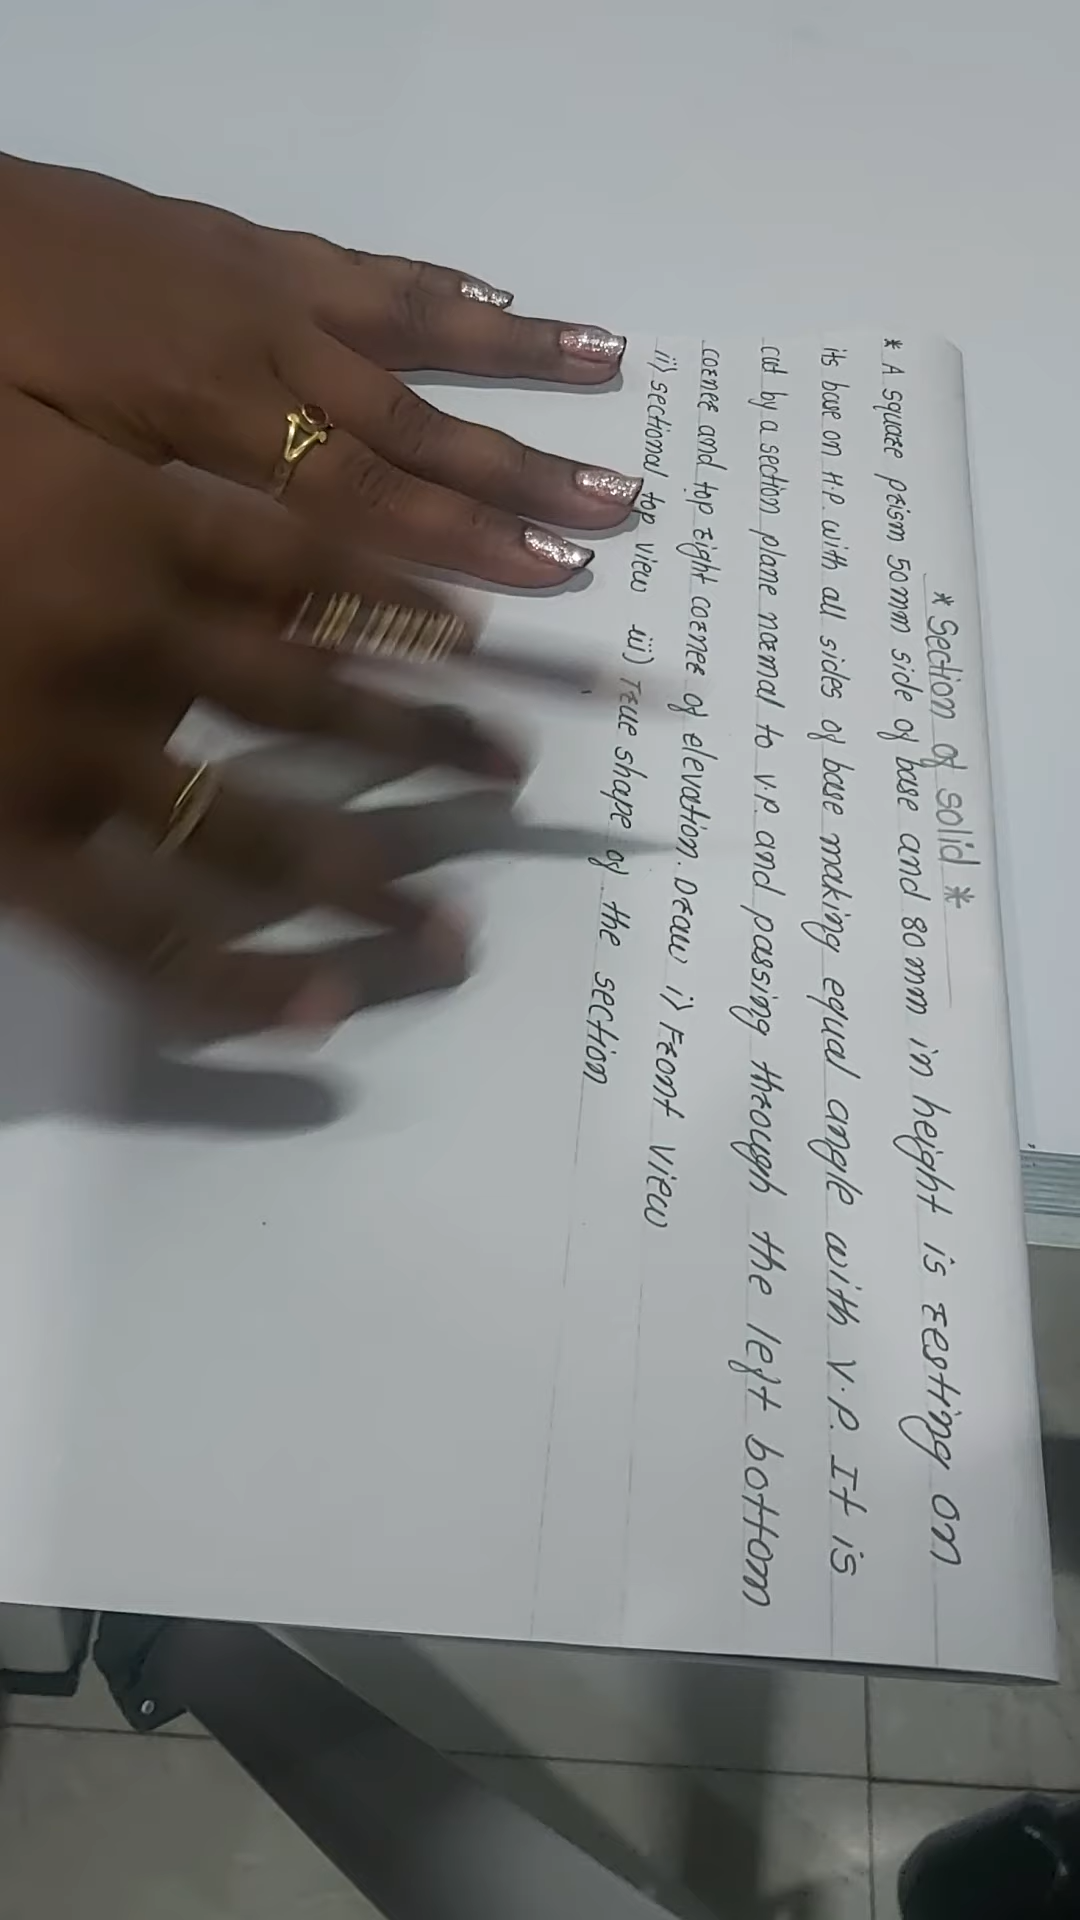 * Section of solid *
* A square prism 50mm side of base and 80mm in height is resting on
its base on H.P. with all sides of base making equal angle with V.P. It is
cut by a section plane normal to V.P and passing through the left bottom
corner and top right corner of elevation. Draw i) Front view
ii) sectional top view iii) True shape of the section